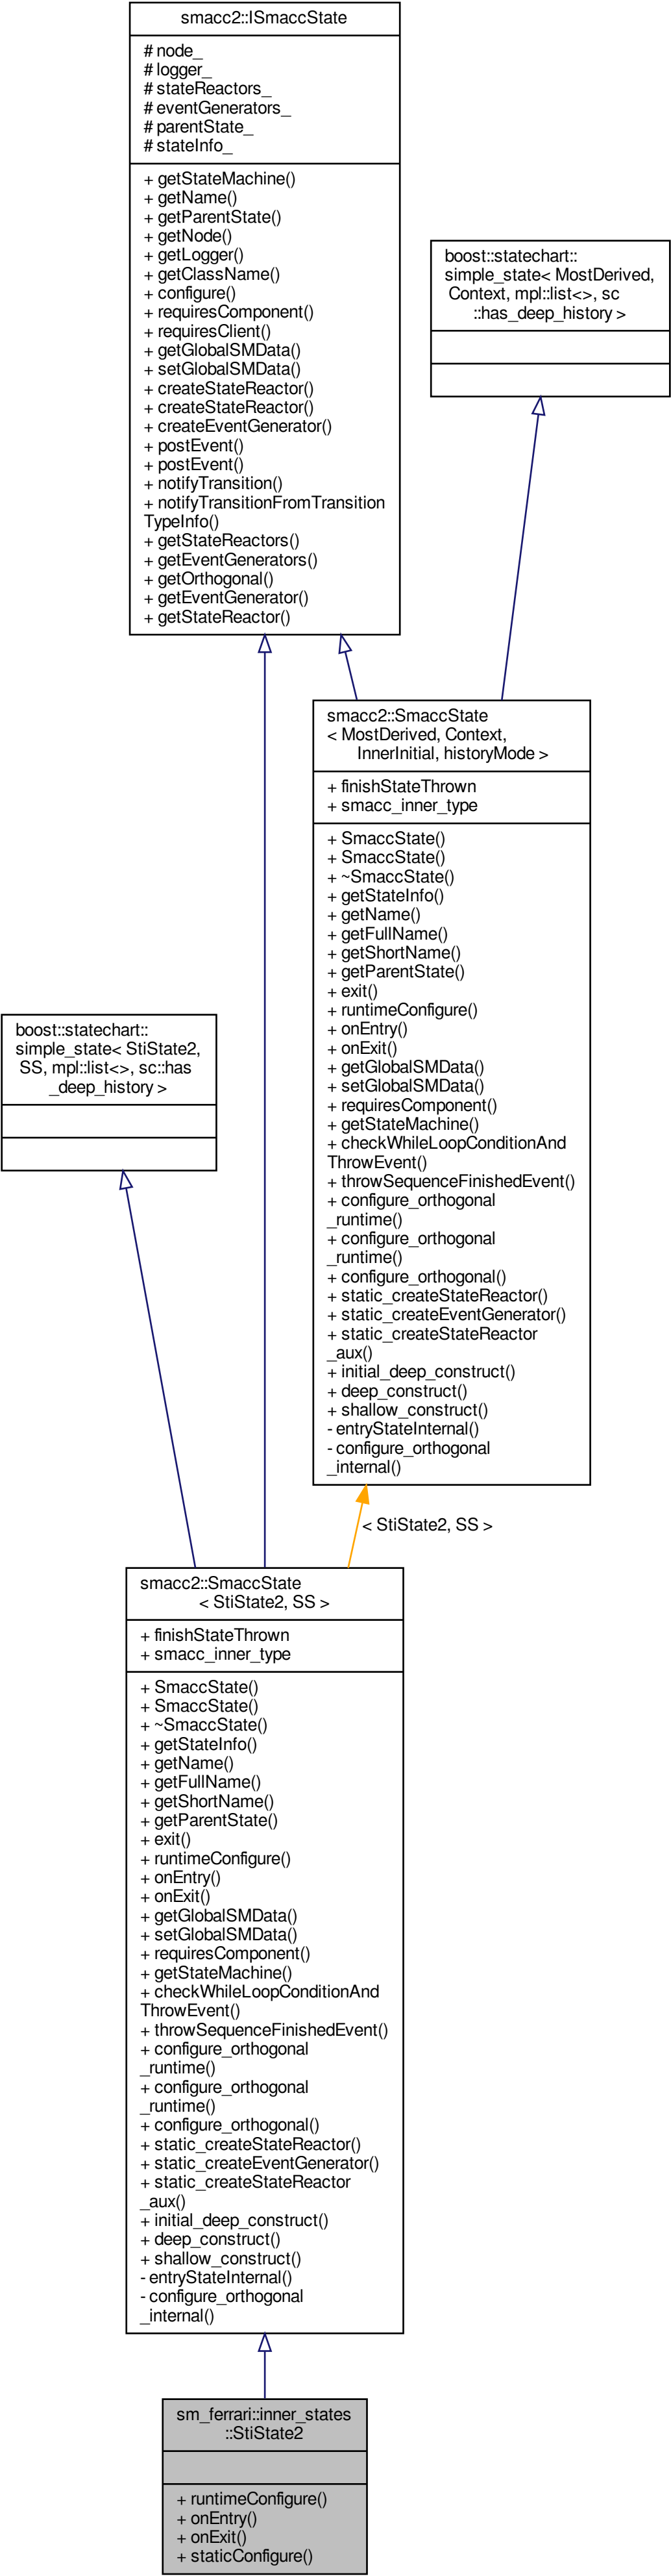 smacc2::ISmaccState
# node_
# logger_
# stateReactors_
# eventGenerators_
# parentState_
# stateInfo_
+ getStateMachine()
+ getName()
+ getParentState()
+ getNode()
+ getLogger()
+ getClassName()
+ configure()
+ requiresComponent()
+ requiresClient()
+ getGlobalSMData()
+ setGlobalSMData()
+ createStateReactor()
+ createStateReactor()
+ createEventGenerator()
+ postEvent()
+ postEvent()
+ notifyTransition()
+ notifyTransitionFromTransition
TypeInfo()
+ getStateReactors()
+ getEventGenerators()
+ getOrthogonal()
+ getEventGenerator()
+ getStateReactor()
boost::statechart::
simple_state< MostDerived,
Context, mpl::list<>, sc
::has_deep_history >
smacc2::SmaccState
< MostDerived, Context,
InnerInitial, historyMode >
+ finishStateThrown
+ smacc_inner_type
+ SmaccState()
+ SmaccState()
+ ~SmaccState()
+ getStateInfo()
+ getName()
+ getFullName()
+ getShortName()
+ getParentState()
+ exit()
+ runtimeConfigure()
+ onEntry()
+ onExit()
+ getGlobalSMData()
+ setGlobalSMData()
+ requiresComponent()
+ getStateMachine()
+ checkWhileLoopConditionAnd
ThrowEvent()
+ throwSequenceFinishedEvent()
+ configure_orthogonal
_runtime()
+ configure_orthogonal
_runtime()
+ configure_orthogonal()
+ static_createStateReactor()
+ static_createEventGenerator()
+ static_createStateReactor
_aux()
+ initial_deep_construct()
+ deep_construct()
+ shallow_construct()
- entryStateInternal()
- configure_orthogonal
_internal()
boost::statechart::
simple_state< StiState2,
SS, mpl::list<>, sc::has
_deep_history >
< StiState2, SS >
smacc2::SmaccState
< StiState2, SS >
+ finishStateThrown
+ smacc_inner_type
+ SmaccState()
+ SmaccState()
+ ~SmaccState()
+ getStateInfo()
+ getName()
+ getFullName()
+ getShortName()
+ getParentState()
+ exit()
+ runtimeConfigure()
+ onEntry()
+ onExit()
+ getGlobalSMData()
+ setGlobalSMData()
+ requiresComponent()
+ getStateMachine()
+ checkWhileLoopConditionAnd
ThrowEvent()
+ throwSequenceFinishedEvent()
+ configure_orthogonal
_runtime()
+ configure_orthogonal
_runtime()
+ configure_orthogonal()
+ static_createStateReactor()
+ static_createEventGenerator()
+ static_createStateReactor
_aux()
+ initial_deep_construct()
+ deep_construct()
+ shallow_construct()
- entryStateInternal()
- configure_orthogonal
_internal()
sm_ferrari::inner_states
::StiState2
+ runtimeConfigure()
+ onEntry()
+ onExit()
+ staticConfigure()